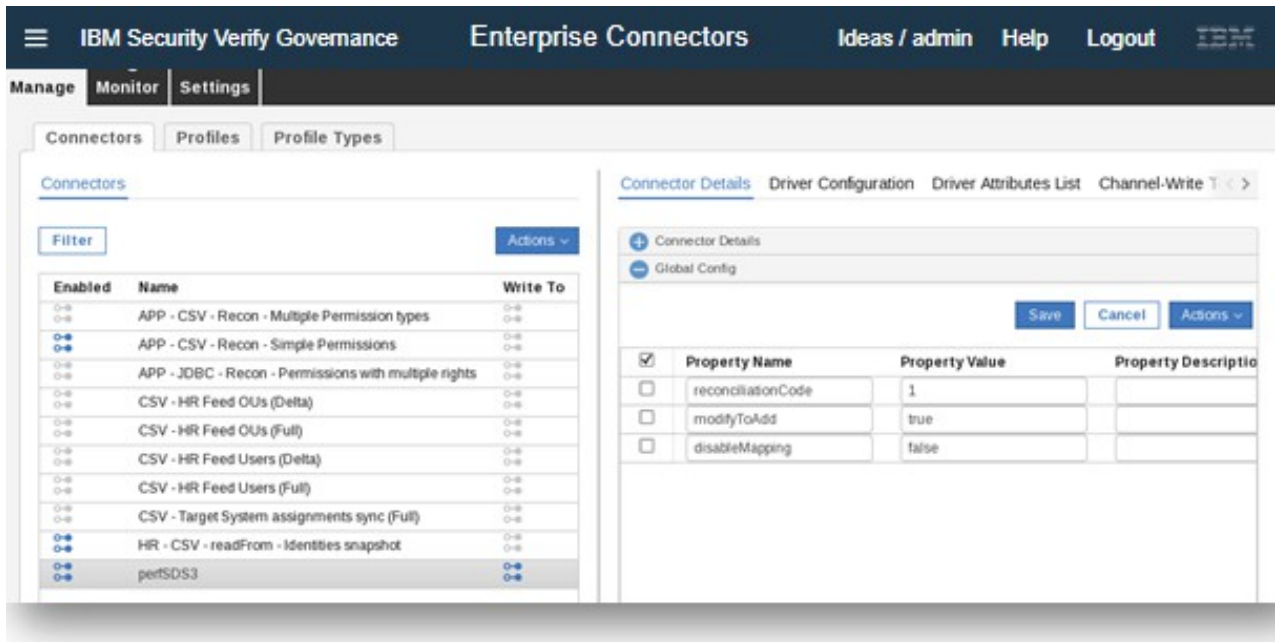 IBM Security Verify Governance Enterprise Connectors Ideas / admin Help Logout IBM
Manage Monitor Settings
Connectors Profiles Profile Types
Connectors
Connector Details Driver Configuration Driver Attributes List Channel-Write T < >
Filter Actions
Connector Details
Global Config
Enabled Name Write To
Save Cancel Actions
APP - CSV - Recon - Multiple Permission types
APP - CSV - Recon - Simple Permissions
APP - JDBC - Recon - Permissions with multiple rights
CSV - HR Feed OUs (Delta)
CSV - HR Feed OUs (Full)
CSV - HR Feed Users (Delta)
CSV - HR Feed Users (Full)
CSV - Target System assignments sync (Full)
HR - CSV - readFrom - Identities snapshot
perfSDS3
Property Name Property Value Property Descriptio
reconciliationCode 1
modifyToAdd true
disableMapping false